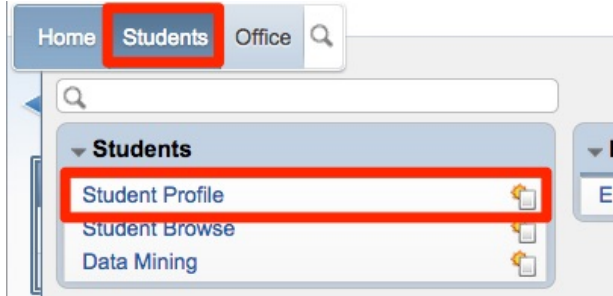 Home Students Office
Students
Student Profile
E
Student Browse
Data Mining